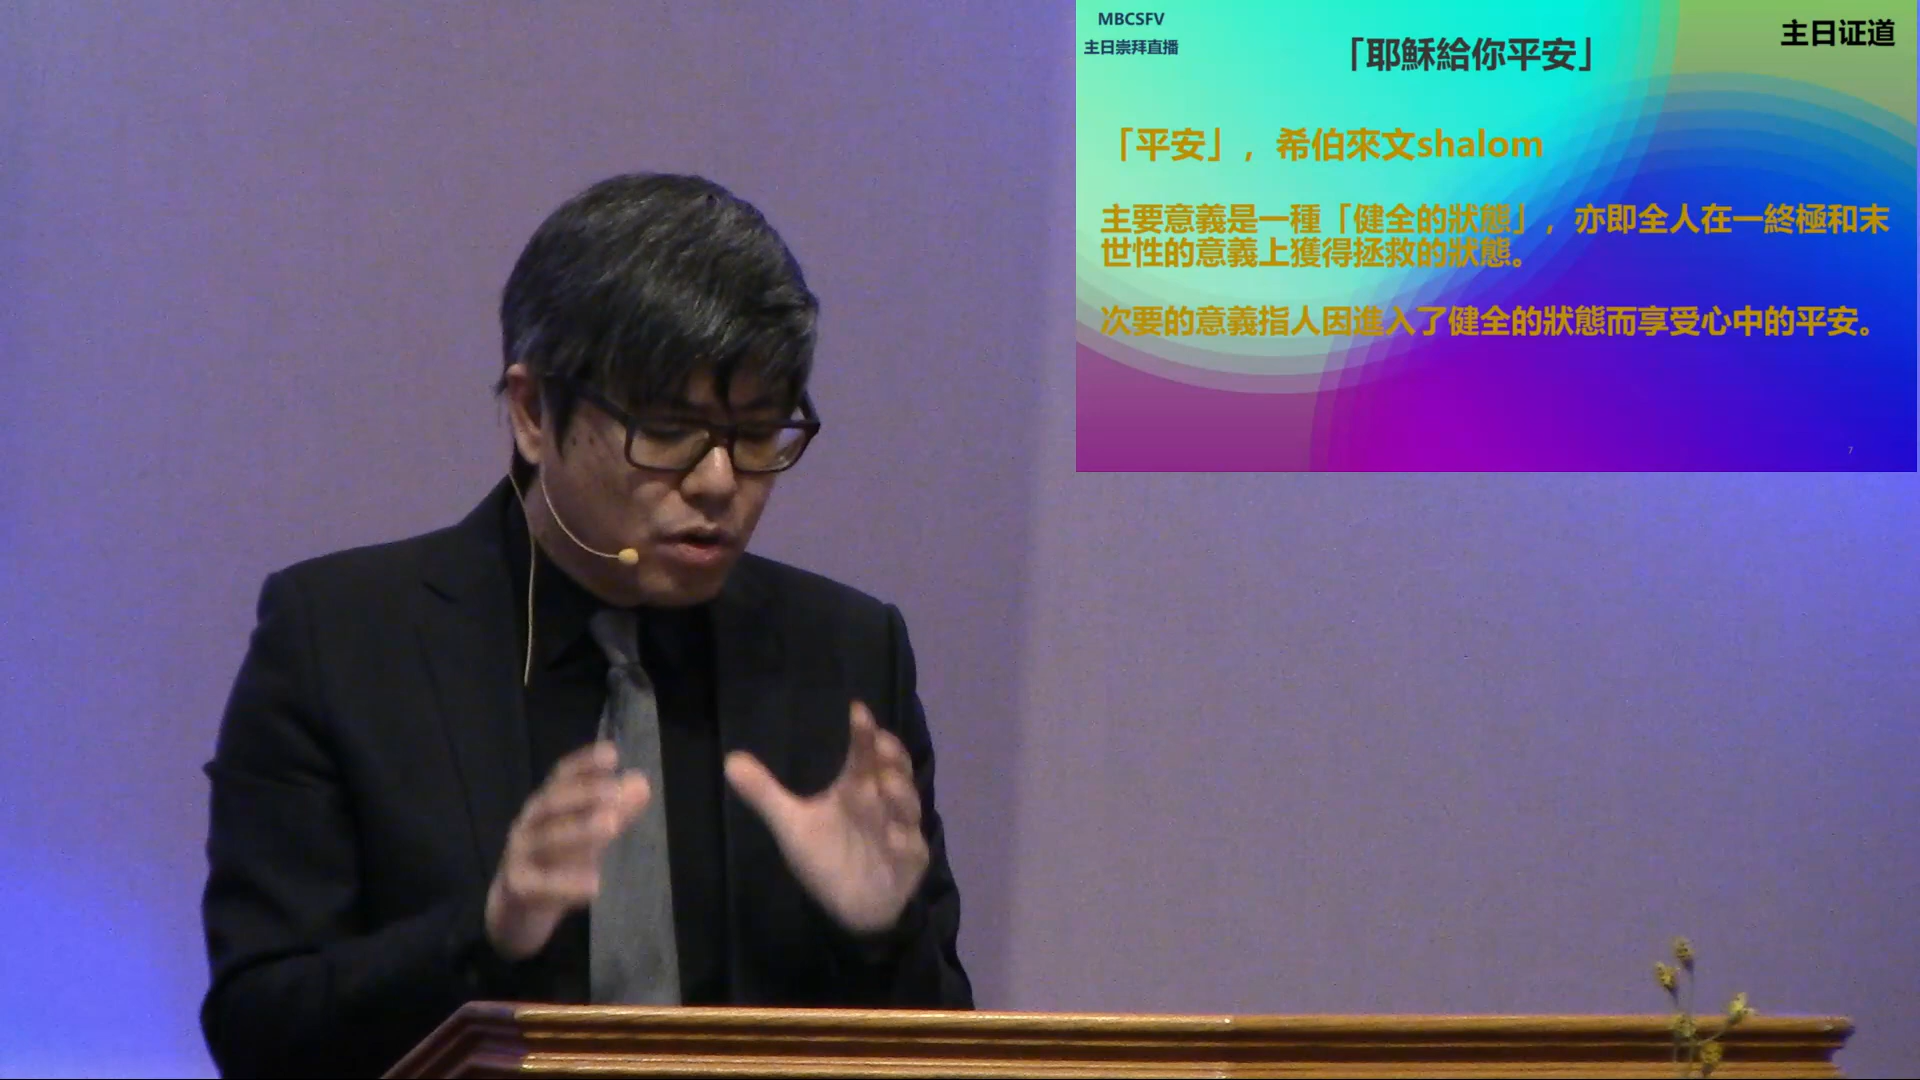 MBCSFV
主日崇拜直播
「耶穌給你平安」
主日证道
「平安」，希伯來文shalom
主要意義是一種「健全的狀態」，亦即全人在一終極和末
世性的意義上獲得拯救的狀態。
次要的意義指人因進入了健全的狀態而享受心中的平安。
7